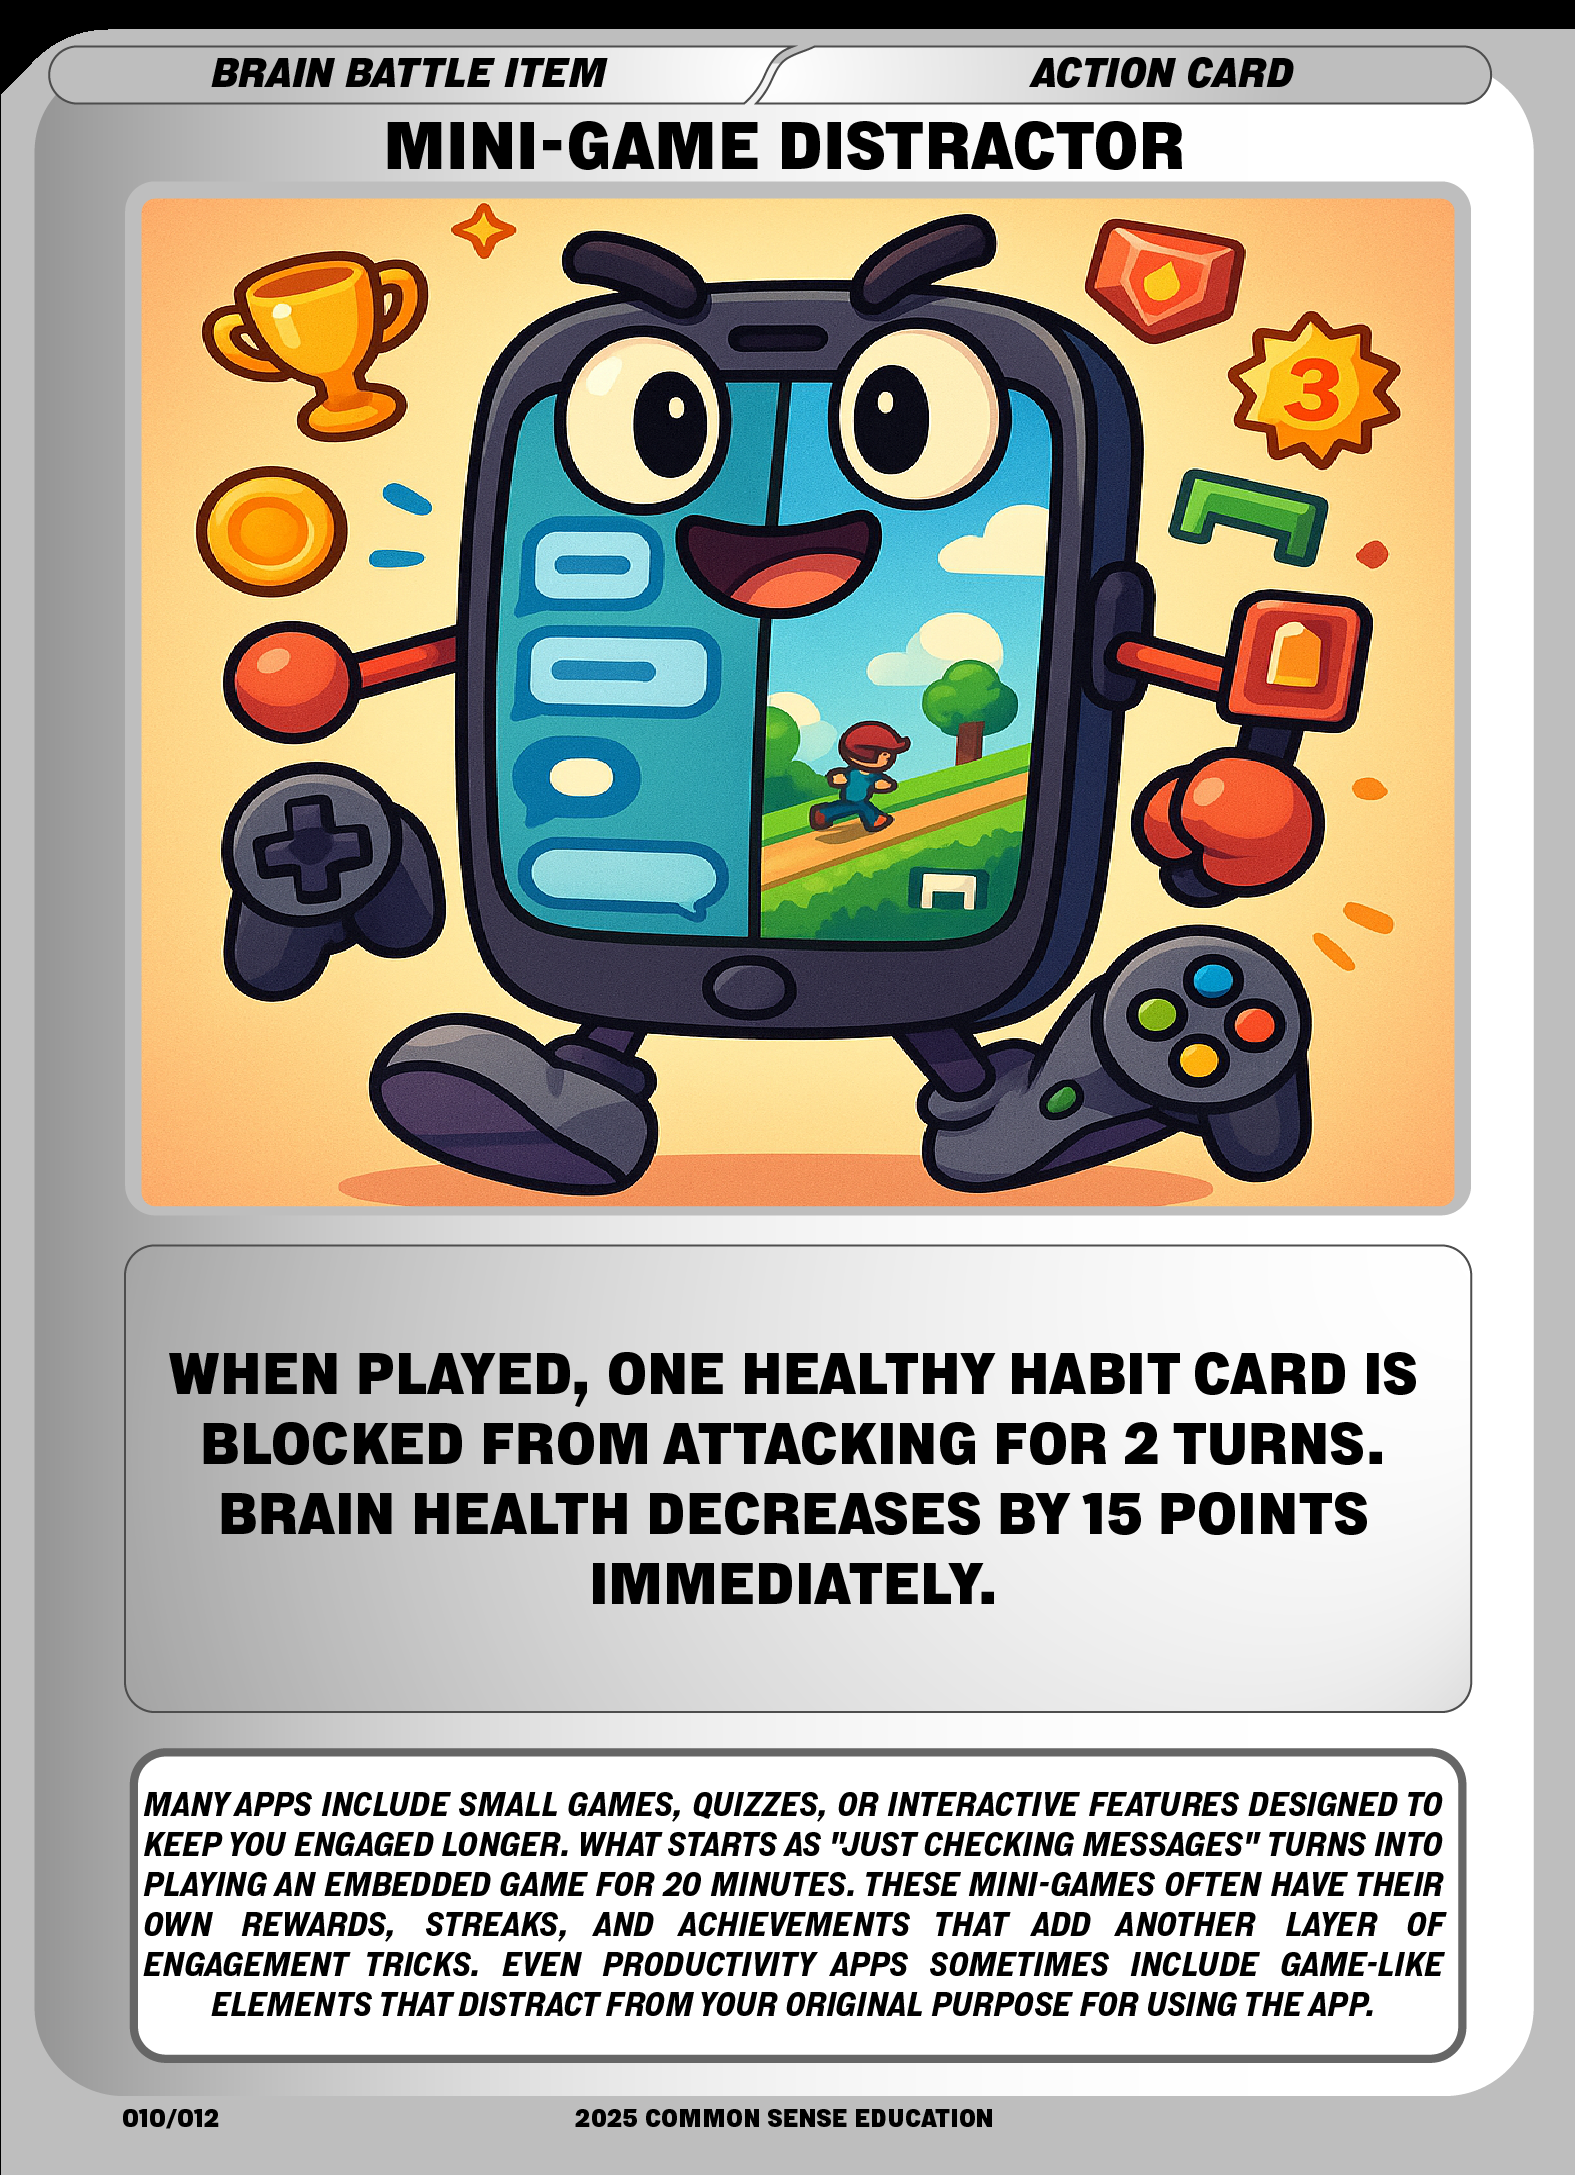 BRAIN BATTLE ITEM
ACTION CARD
MINI-GAME DISTRACTOR
3
WHEN PLAYED, ONE HEALTHY HABIT CARD IS
BLOCKED FROM ATTACKING FOR 2 TURNS.
BRAIN HEALTH DECREASES BY 15 POINTS
IMMEDIATELY.
MANY APPS INCLUDE SMALL GAMES, QUIZZES, OR INTERACTIVE FEATURES DESIGNED TO
KEEP YOU ENGAGED LONGER. WHAT STARTS AS "JUST CHECKING MESSAGES" TURNS INTO
PLAYING AN EMBEDDED GAME FOR 20 MINUTES. THESE MINI-GAMES OFTEN HAVE THEIR
OWN REWARDS, STREAKS, AND ACHIEVEMENTS THAT ADD ANOTHER LAYER OF
ENGAGEMENT TRICKS. EVEN PRODUCTIVITY APPS SOMETIMES INCLUDE GAME-LIKE
ELEMENTS THAT DISTRACT FROM YOUR ORIGINAL PURPOSE FOR USING THE APP.
010/012
2025 COMMON SENSE EDUCATION